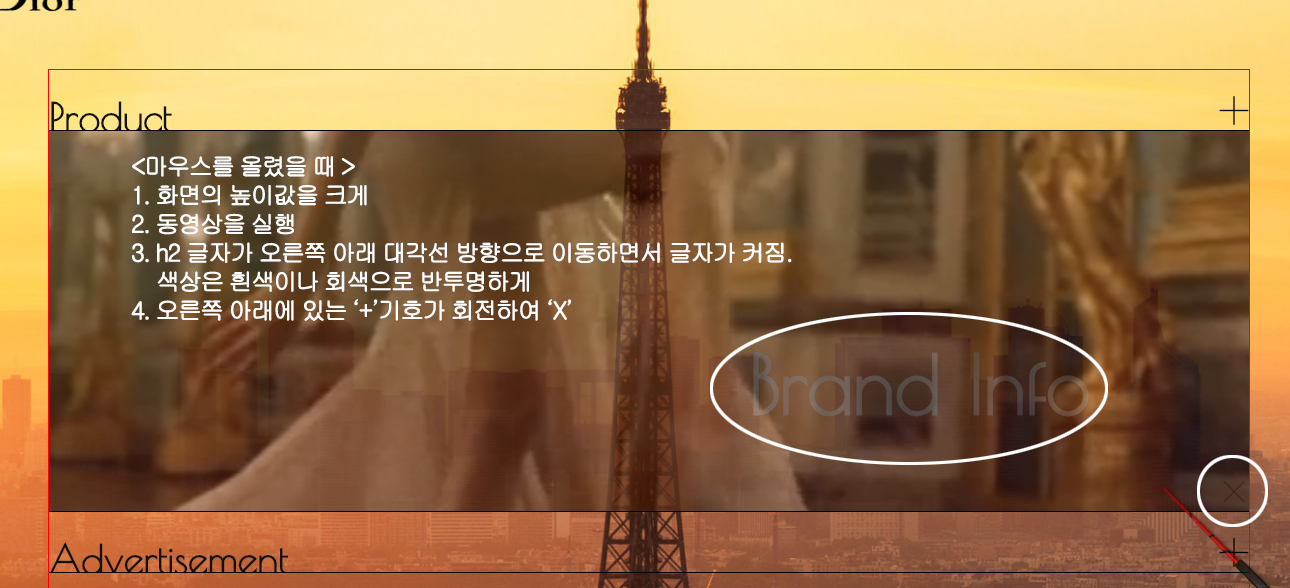 Dior
Product
<마우스를 올렸을 때 >
1. 화면의 높이값을 크게
2. 동영상을 실행
3. h2 글자가 오른쪽 아래 대각선 방향으로 이동하면서 글자가 커짐.
색상은 흰색이나 회색으로 반투명하게
4. 오른쪽 아래에 있는 ‘+’기호가 회전하여 ‘X’
Brand Info
Advertisement